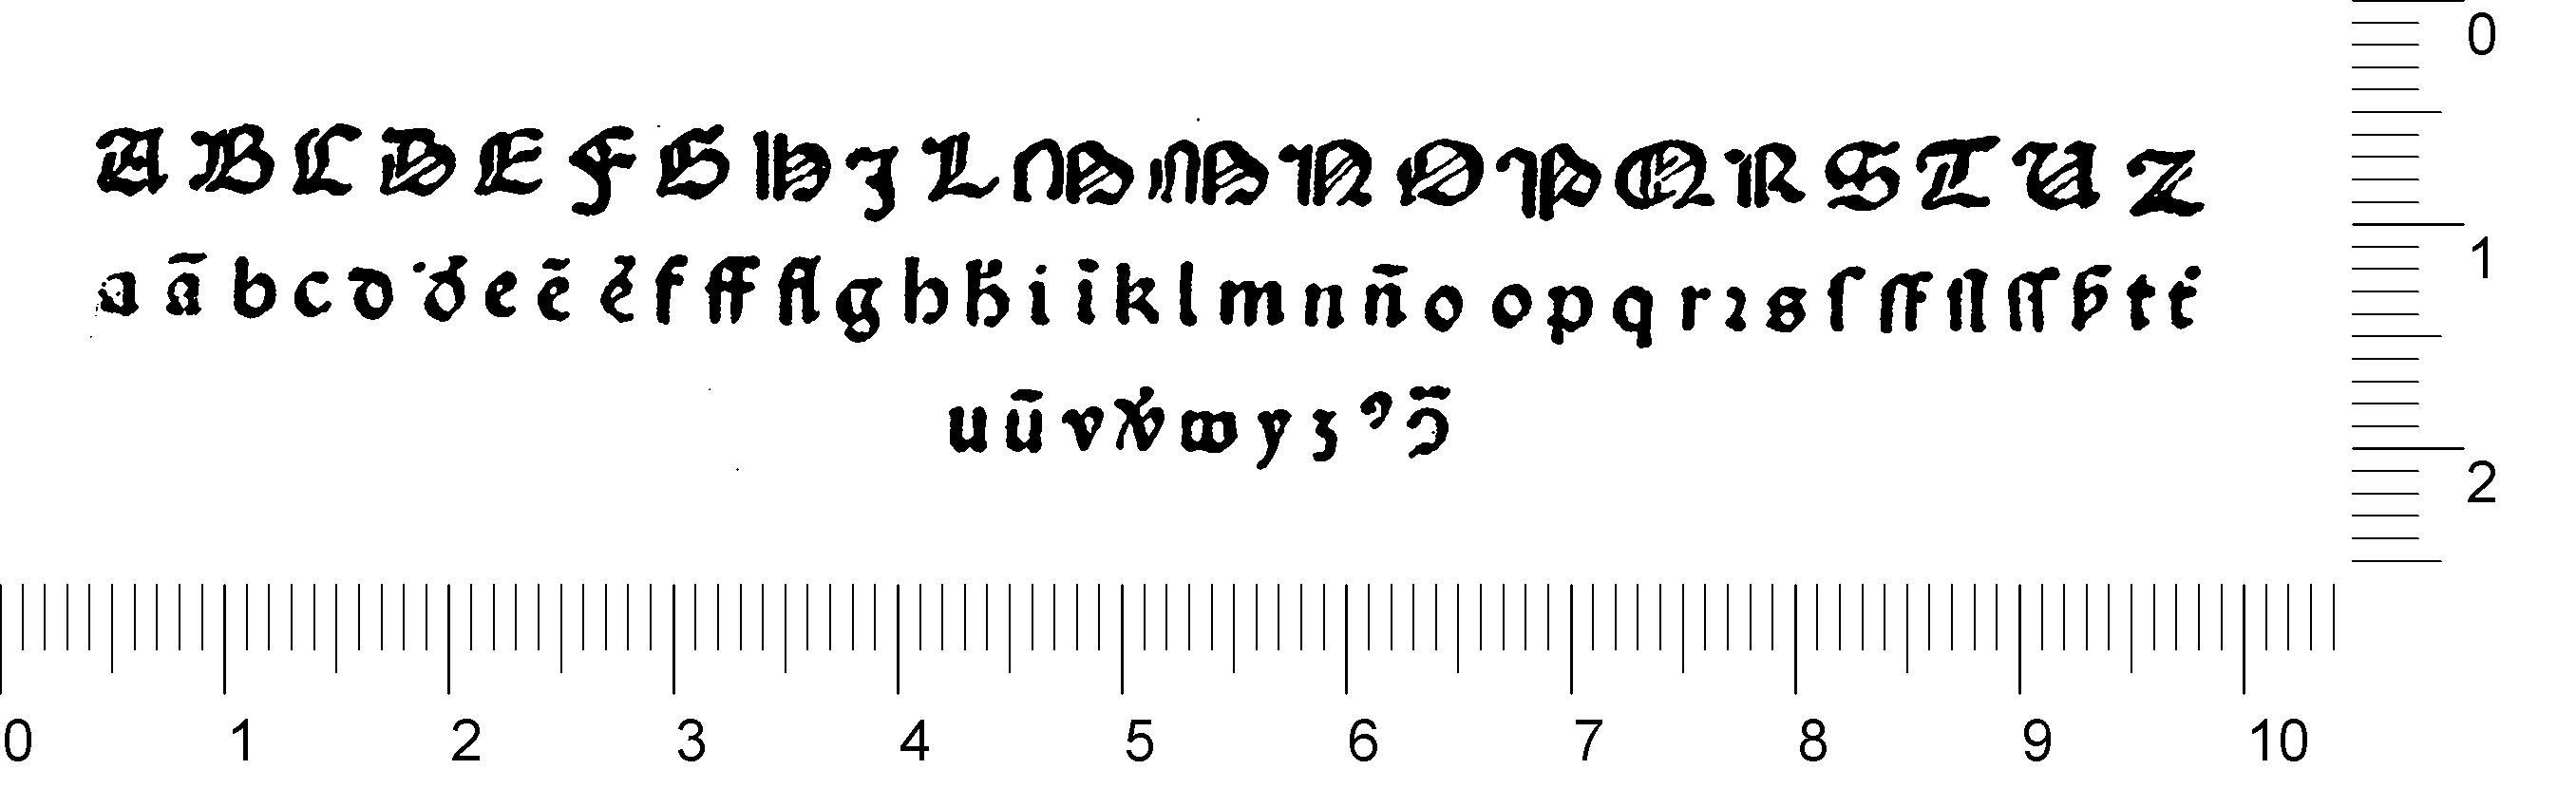 A B C D E F G H J L M M N O P Q R S T U Z
a ã b c d d᷒ e ẽ é f ff fl g h ħ i ī k l m n ñ o o p q r ꝛ s ſ ſſ ſl ſſ ƀ t t̉
u ũ v v̉ w y ʒ ꝰ ↄ̃
0
1
2
0 1 2 3 4 5 6 7 8 9 10